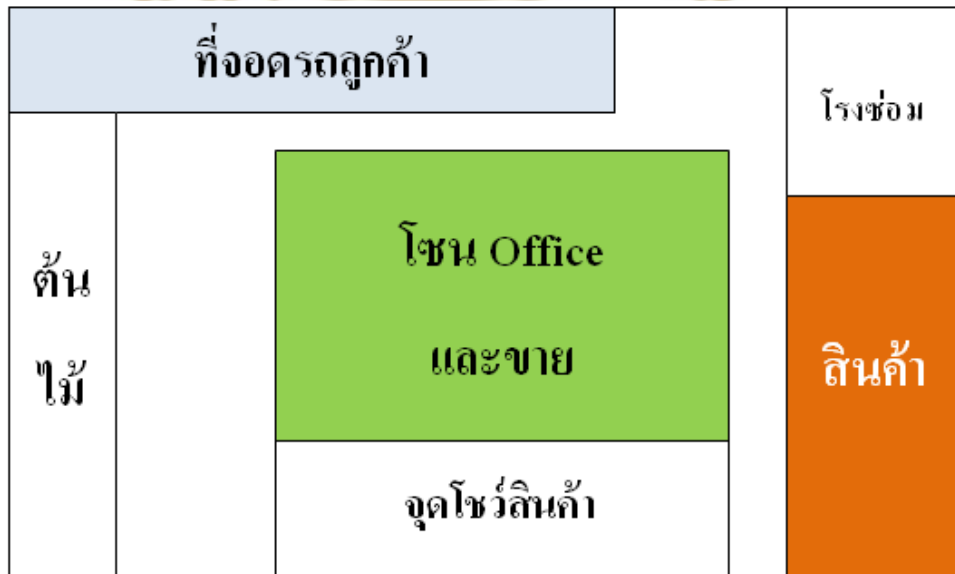 ที่จอดรถลูกค้า
โรงซ่อม
ต้น
ไม้
โซน Office
และขาย
สินค้า
จุดโชว์สินค้า